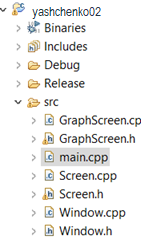 yashchenko02
Binaries
Includes
Debug
Release
src
GraphScreen.cp
GraphScreen.h
main.cpp
Screen.cpp
Screen.h
Window.cpp
Window.h